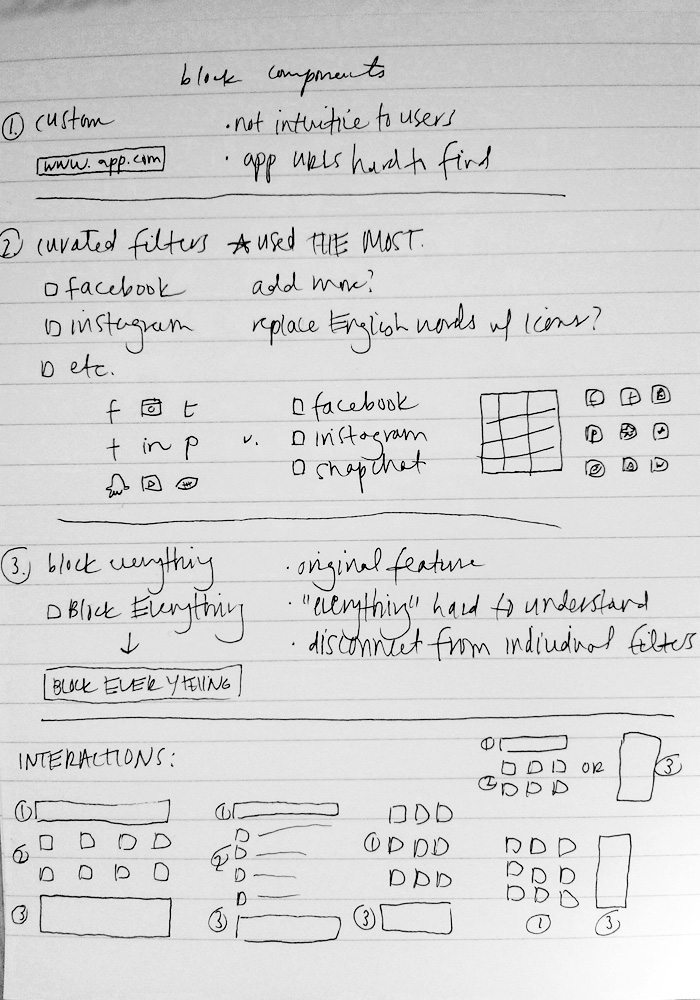 block components
① custom · not intuitive to users
www.app.com · app URLs hard to find
② curated filters ☆ used THE MOST.
□ facebook add more?
□ instagram replace English words w/ icons?
□ etc.
f t □ facebook f t
t in p v. □ instagram p
□ snapchat
③. block everything · original feature
□ Block Everything · "everything" hard to understand
↓ · disconnect from individual filters
BLOCK EVERYTHING
INTERACTIONS:
①
② OR ③
① ① 
② ② ①
③ ③ ③ ① ③